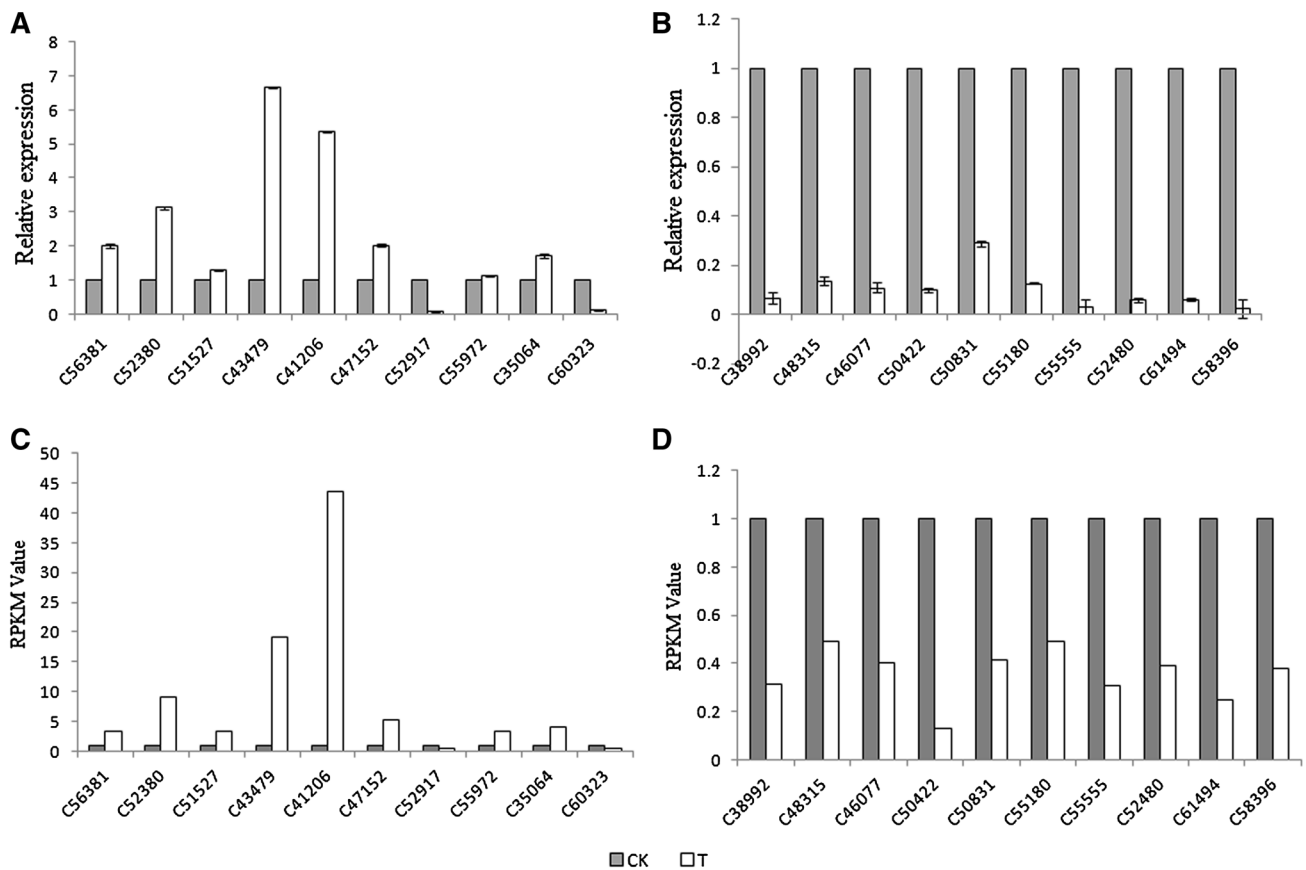 A
Relative expression
8
7
6
5
4
3
2
1
0
C56381
C52380
C51527
C43479
C41206
C47152
C52917
C55972
C35064
C60323
B
Relative expression
1.2
1
0.8
0.6
0.4
0.2
0
-0.2
C38992
C48315
C46077
C50422
C50831
C55180
C55555
C52480
C61494
C58396
C
RPKM Value
50
45
40
35
30
25
20
15
10
5
0
C56381
C52380
C51527
C43479
C41206
C47152
C52917
C55972
C35064
C60323
D
RPKM Value
1.2
1
0.8
0.6
0.4
0.2
0
C38992
C48315
C46077
C50422
C50831
C55180
C55555
C52480
C61494
C58396
CK T